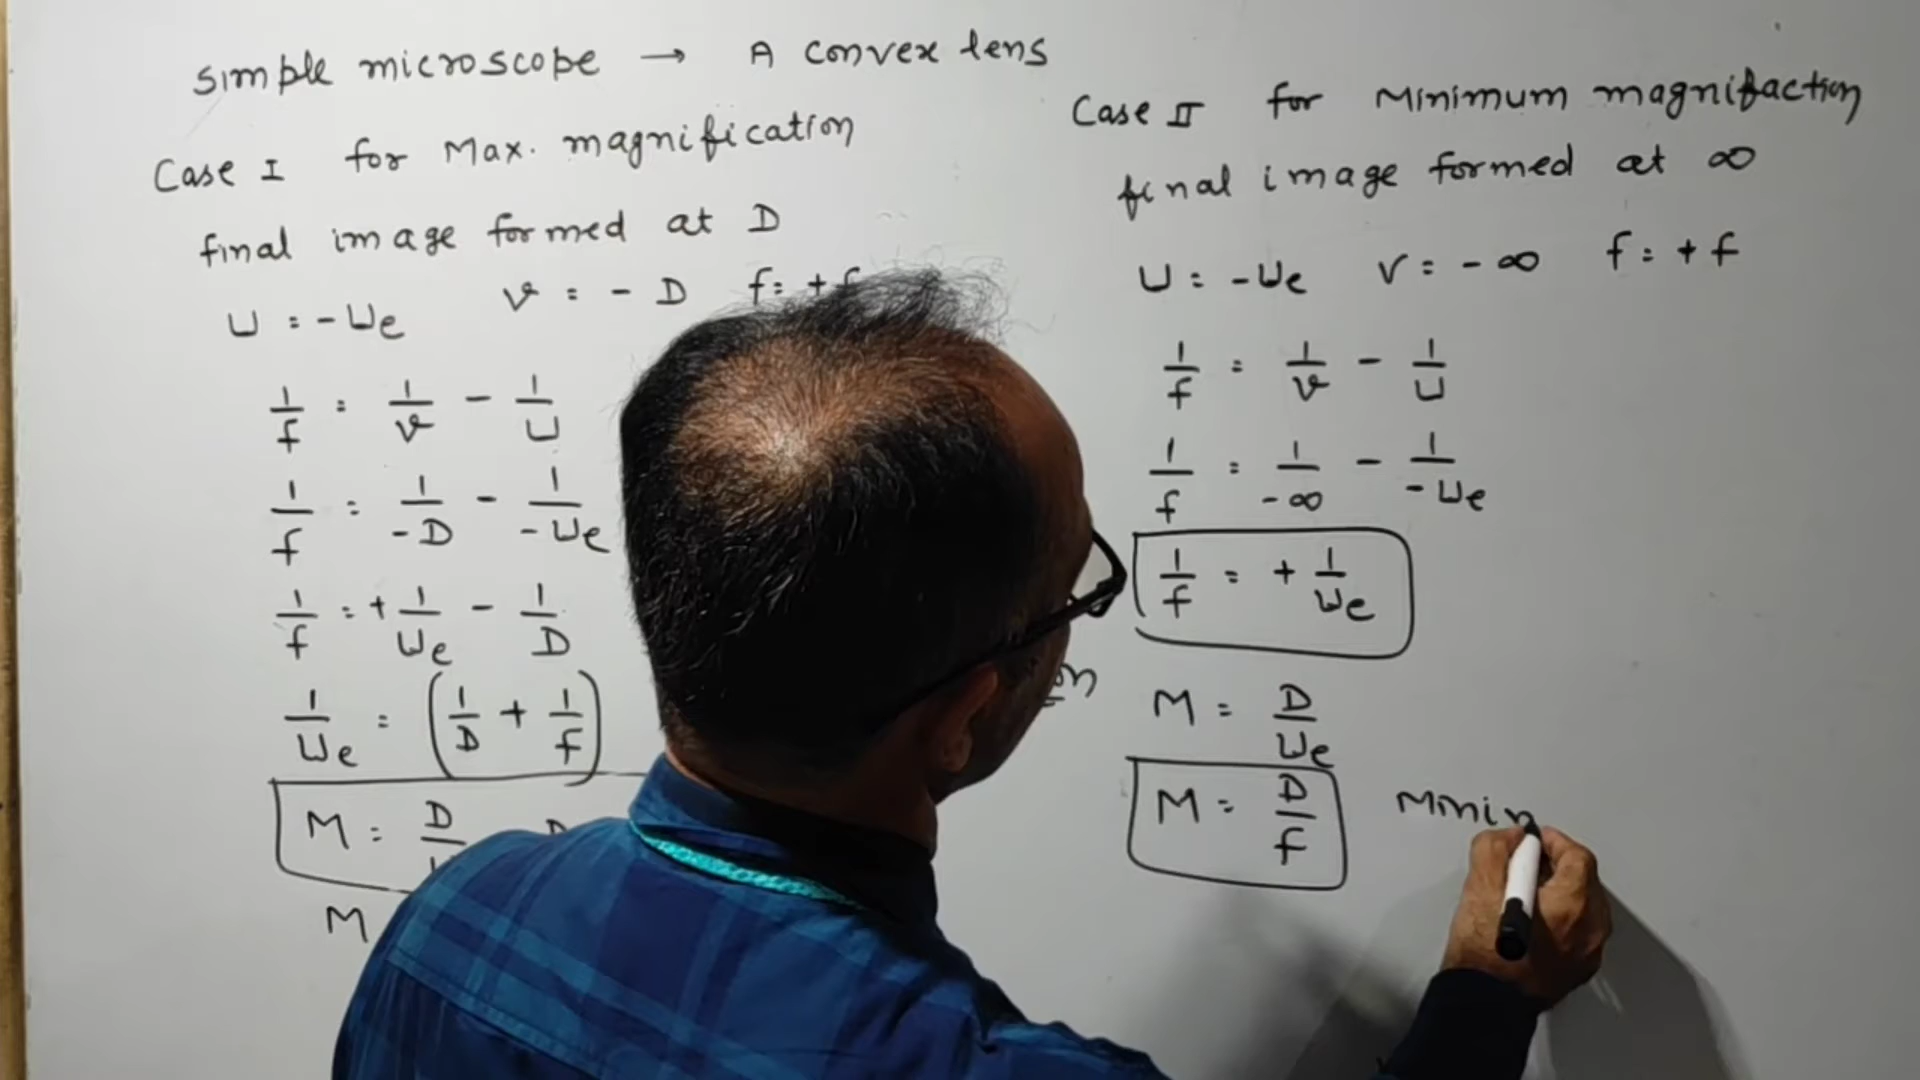 Simple microscope → A convex lens
Case I for Max. magnification
final image formed at D
U = -Ue v = - D f = + f
1/f = 1/v - 1/U
1/f = 1/-D - 1/-Ue
1/f = + 1/Ue - 1/D
1/Ue = (1/D + 1/f)
M = D
M
Case II for Minimum magnifaction
final image formed at ∞
U = -Ue v = - ∞ f = + f
1/f = 1/v - 1/U
1/f = 1/-∞ - 1/-Ue
1/f = + 1/Ue
M = D/Ue
M = D/f Mmin